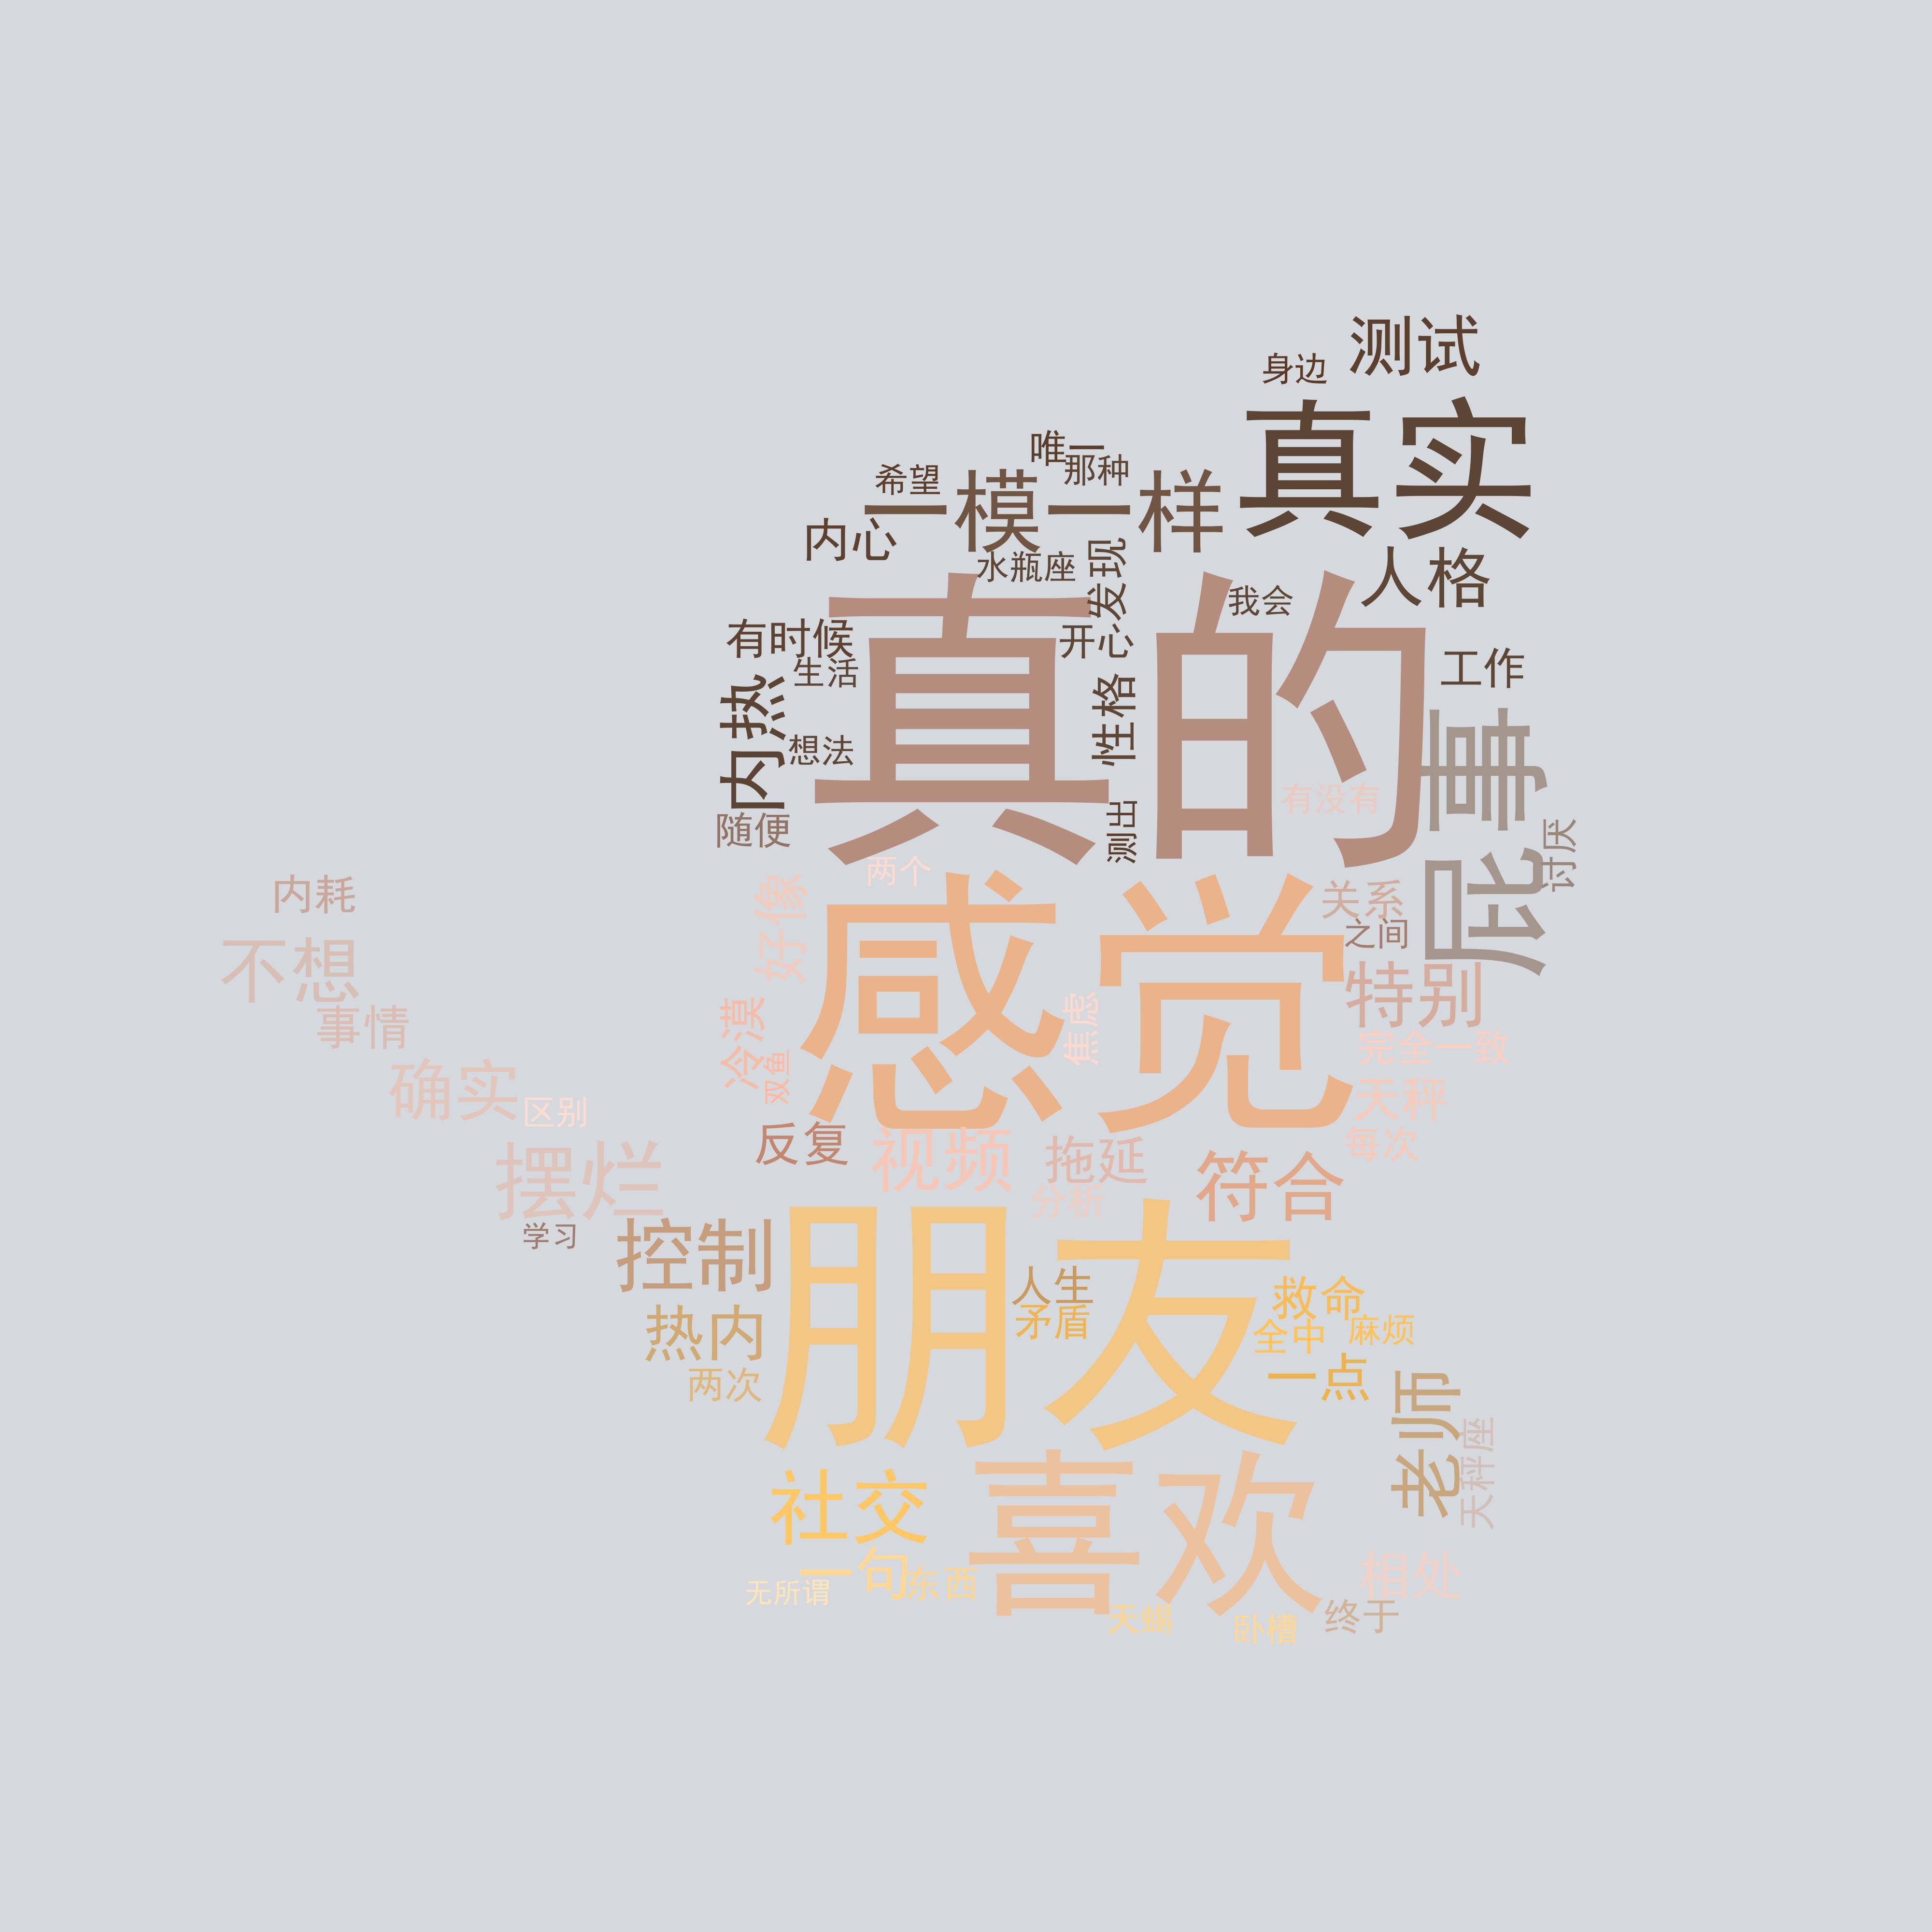 测试
身边
真实
唯一
那种
希望
一模一样
内心
水瓶座
发现
人格
我会
真的
有时候
开心
生活
工作
内热
性格
想法
尿事
有没有
测出
随便
讨厌
两个
内耗
好像
关系
感觉
之间
不想
特别
冷漠
焦虑
事情
完全一致
双鱼
确实
天秤
区别
反复
每次
视频
拖延
摆烂
符合
分析
学习
控制
朋友
人生
救命
矛盾
热内
全中
麻烦
一点
两次
老师
天秤座
社交
喜欢
一句
东西
相处
无所谓
终于
天蝎
卧槽